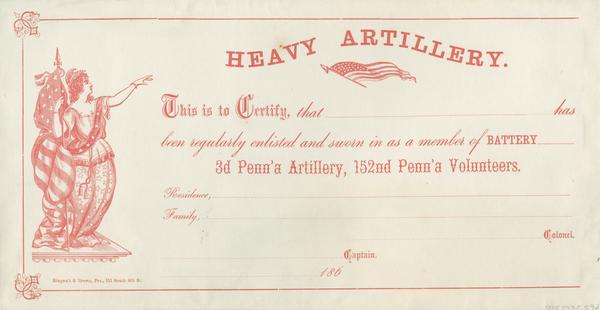 HEAVY ARTILLERY.
This is to Certify, that has
been regularly enlisted and sworn in as a member of BATTERY
3d Penn'a Artillery, 152nd Penn'a Volunteers.
Residence,
Family,
Colonel.
Captain.
186